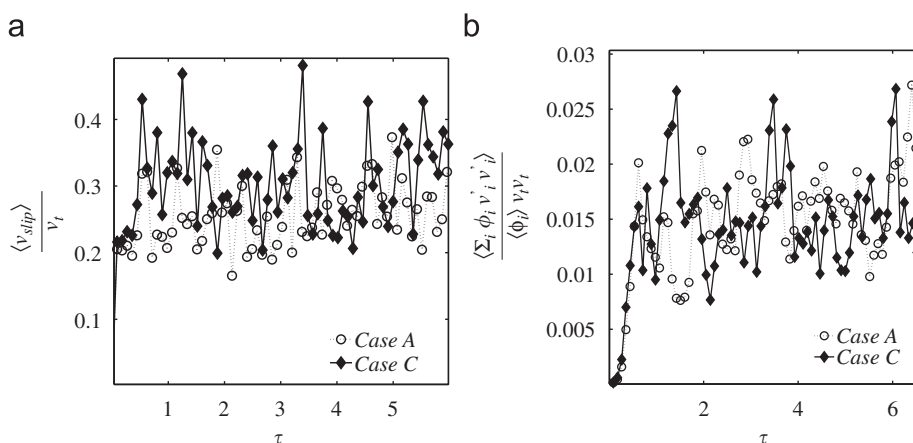 a
⟨v_slip⟩
v_t
0.4
0.3
0.2
0.1
1
2
3
4
5
τ
Case A
Case C
b
⟨Σ_i ϕ_i v'_i v'_i⟩
⟨ϕ_i⟩ v_t v_t
0.03
0.025
0.02
0.015
0.01
0.005
2
4
6
τ
Case A
Case C